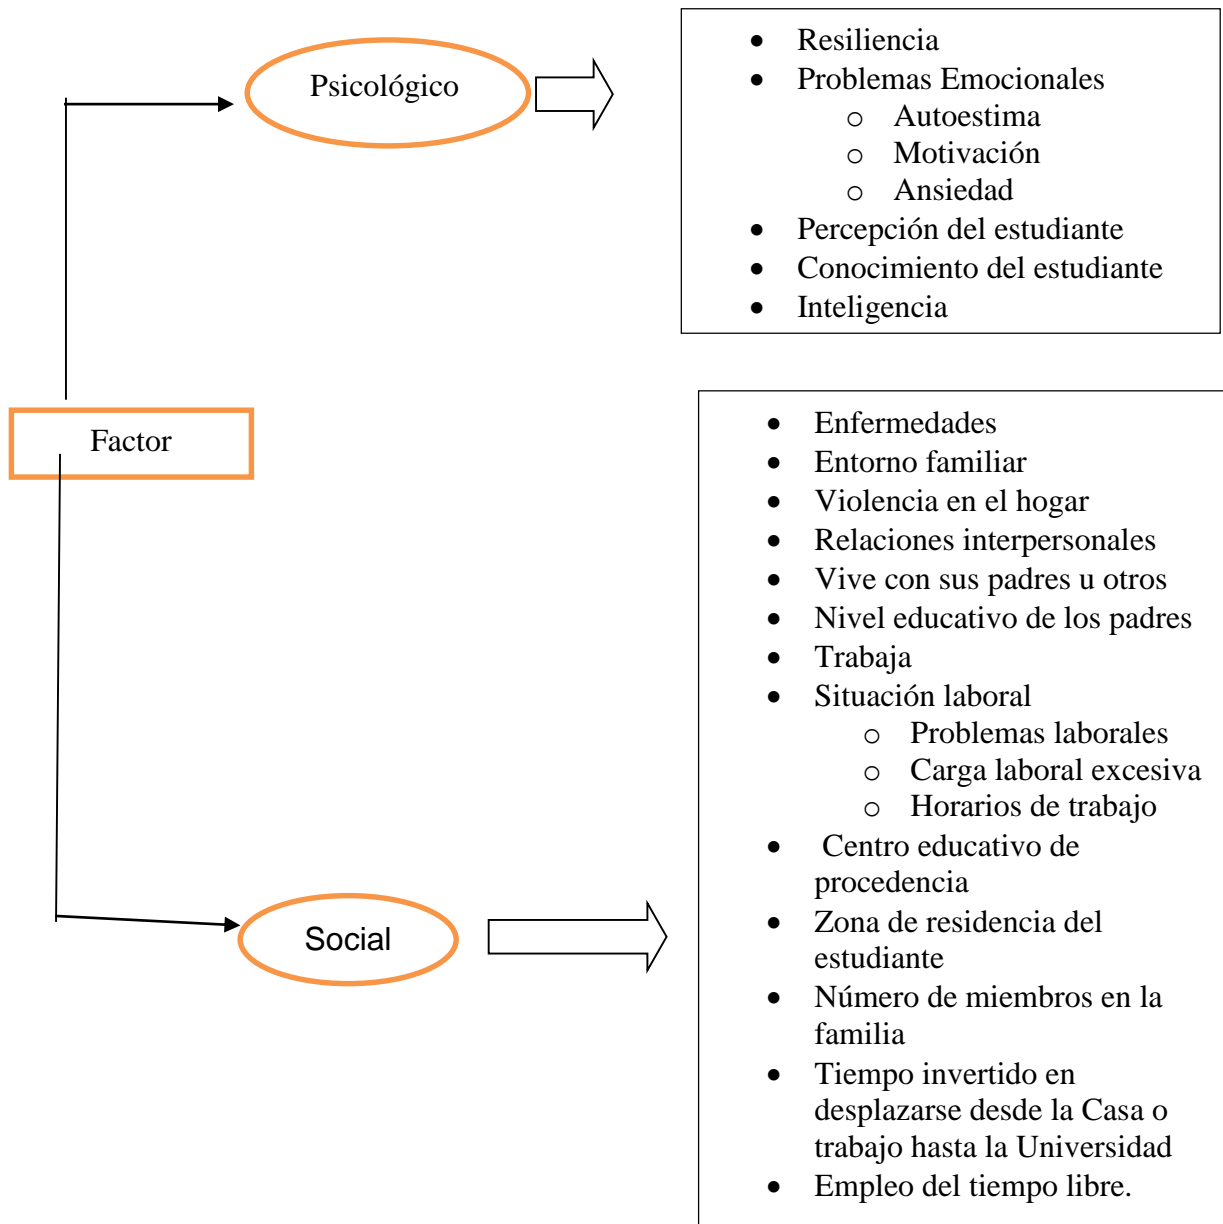 Psicológico
• Resiliencia
• Problemas Emocionales
o Autoestima
o Motivación
o Ansiedad
• Percepción del estudiante
• Conocimiento del estudiante
• Inteligencia
Factor
Social
• Enfermedades
• Entorno familiar
• Violencia en el hogar
• Relaciones interpersonales
• Vive con sus padres u otros
• Nivel educativo de los padres
• Trabaja
• Situación laboral
o Problemas laborales
o Carga laboral excesiva
o Horarios de trabajo
• Centro educativo de
procedencia
• Zona de residencia del
estudiante
• Número de miembros en la
familia
• Tiempo invertido en
desplazarse desde la Casa o
trabajo hasta la Universidad
• Empleo del tiempo libre.